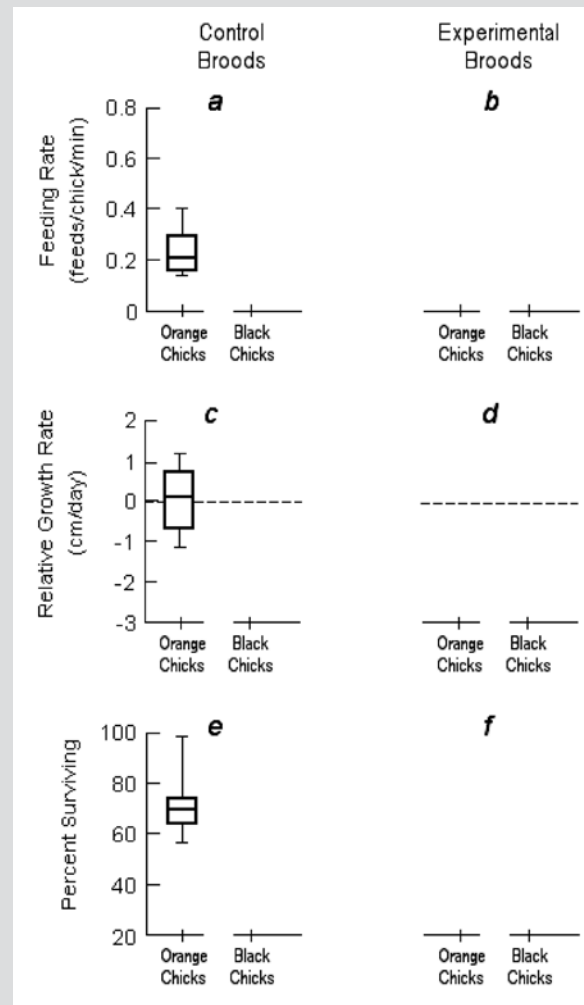 Control
Broods
Experimental
Broods
a
b
Feeding Rate
(feeds/chick/min)
0.8
0.6
0.4
0.2
0
Orange
Chicks
Black
Chicks
Orange
Chicks
Black
Chicks
c
d
Relative Growth Rate
(cm/day)
2
1
0
-1
-2
-3
Orange
Chicks
Black
Chicks
Orange
Chicks
Black
Chicks
e
f
Percent Surviving
100
80
60
40
20
Orange
Chicks
Black
Chicks
Orange
Chicks
Black
Chicks